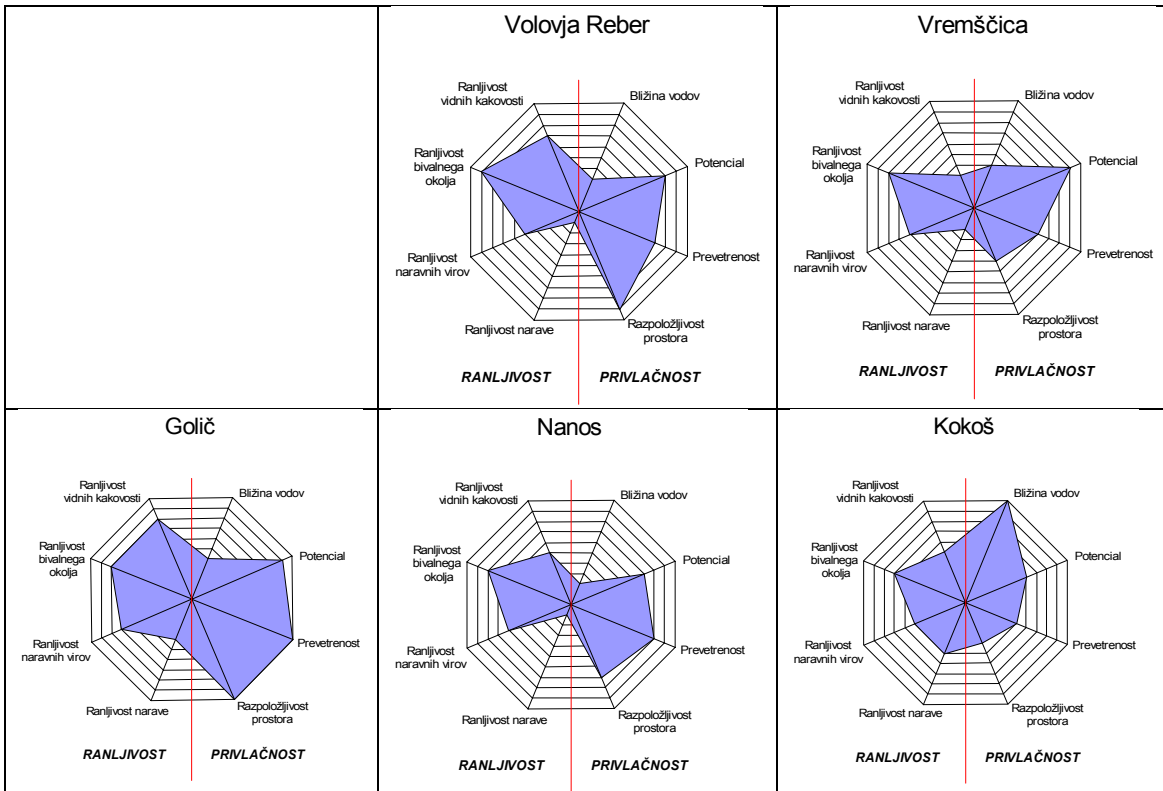 Volovja Reber
Ranljivost
vidnih kakovosti
Bližina vodov
Ranljivost
bivalnega
okolja
Potencial
Ranljivost
naravnih virov
Prevetrenost
Ranljivost narave
Razpoložljivost
prostora
RANLJIVOST
PRIVLAČNOST
Vremščica
Ranljivost
vidnih kakovosti
Bližina vodov
Ranljivost
bivalnega
okolja
Potencial
Ranljivost
naravnih virov
Prevetrenost
Ranljivost narave
Razpoložljivost
prostora
RANLJIVOST
PRIVLAČNOST
Golič
Ranljivost
vidnih kakovosti
Bližina vodov
Ranljivost
bivalnega
okolja
Potencial
Ranljivost
naravnih virov
Prevetrenost
Ranljivost narave
Razpoložljivost
prostora
RANLJIVOST
PRIVLAČNOST
Nanos
Ranljivost
vidnih kakovosti
Bližina vodov
Ranljivost
bivalnega
okolja
Potencial
Ranljivost
naravnih virov
Prevetrenost
Ranljivost narave
Razpoložljivost
prostora
RANLJIVOST
PRIVLAČNOST
Kokoš
Ranljivost
vidnih kakovosti
Bližina vodov
Ranljivost
bivalnega
okolja
Potencial
Ranljivost
naravnih virov
Prevetrenost
Ranljivost narave
Razpoložljivost
prostora
RANLJIVOST
PRIVLAČNOST